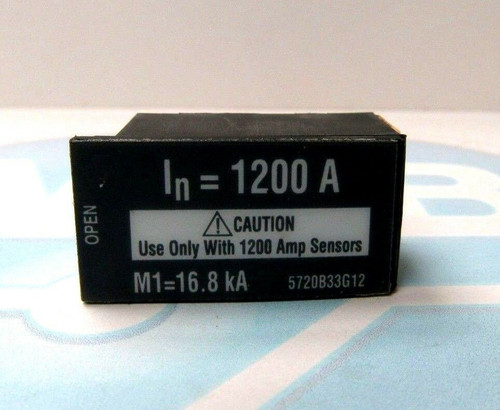 OPEN
In = 1200 A
⚠ CAUTION
Use Only With 1200 Amp Sensors
M1=16.8 kA 5720B33G12